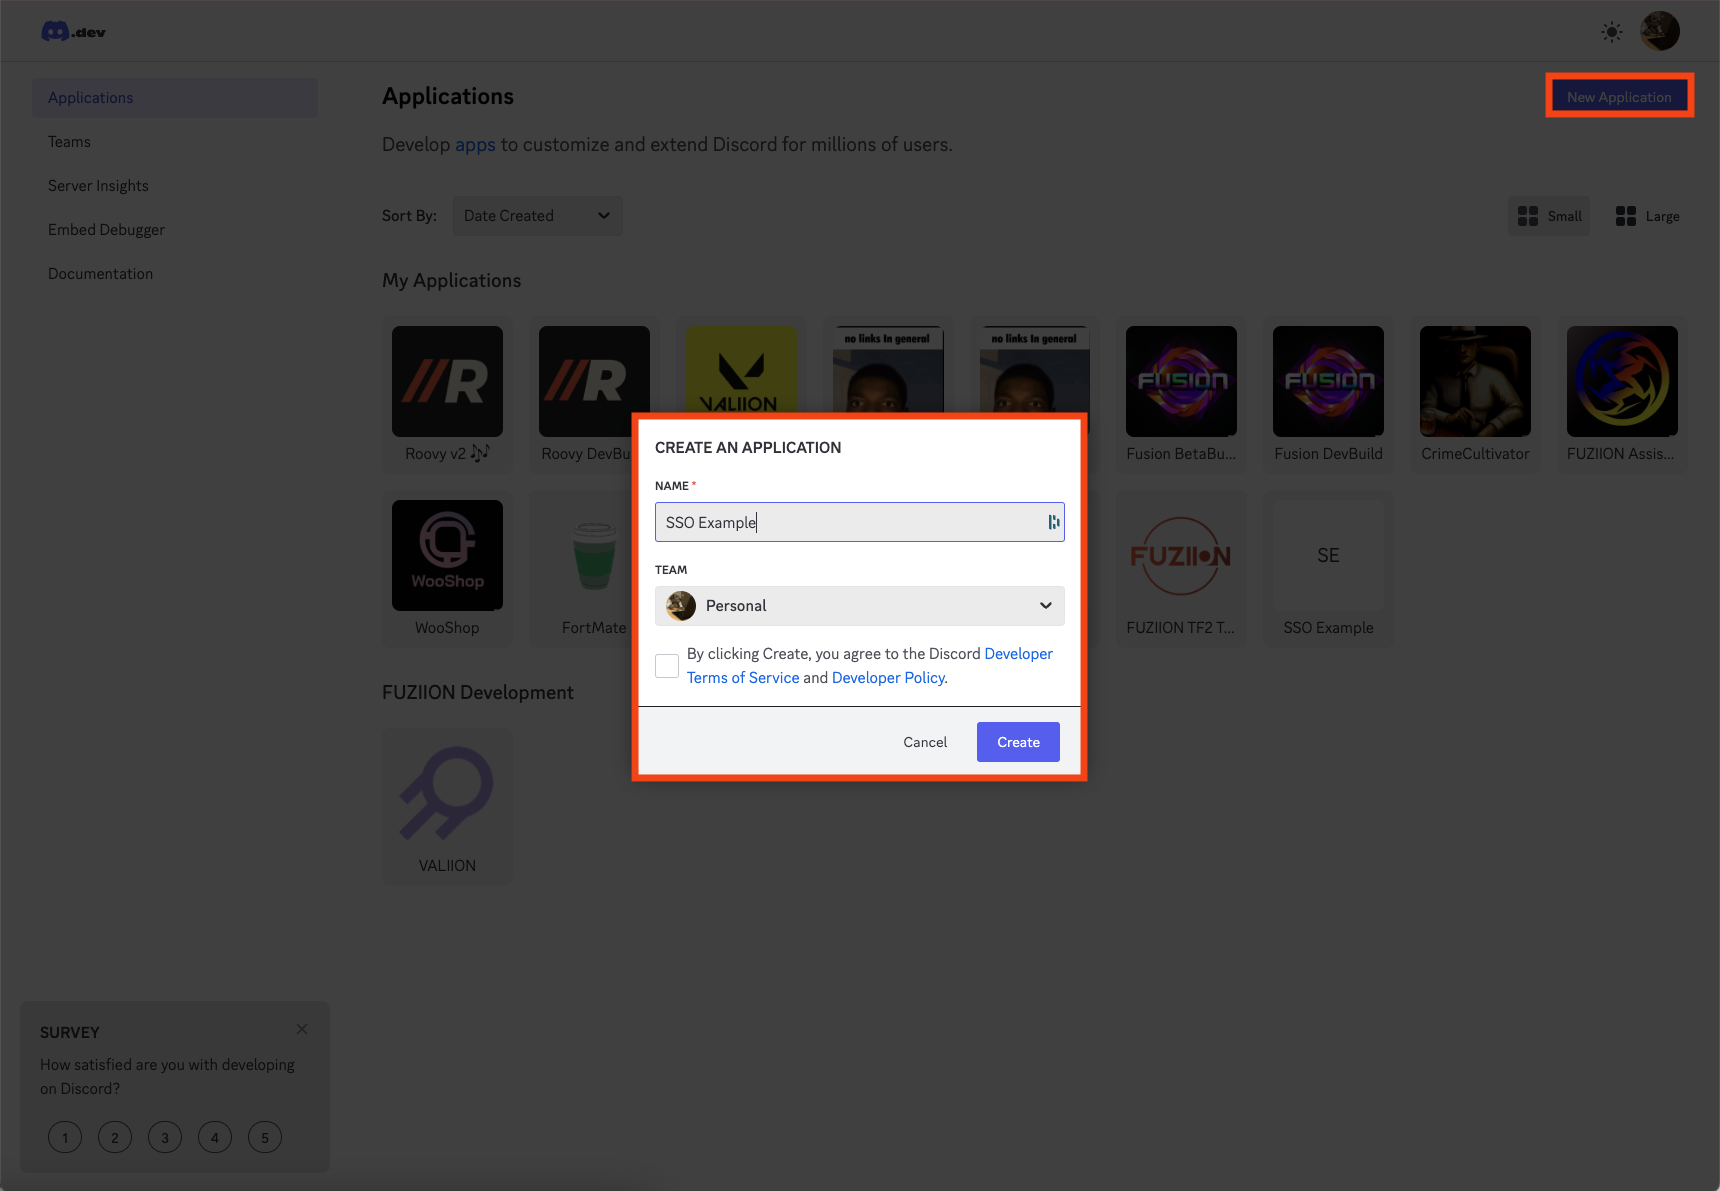 .dev
Applications
Teams
Server Insights
Embed Debugger
Documentation
Applications
New Application
Develop apps to customize and extend Discord for millions of users.
Sort By:
Date Created
Small
Large
My Applications
R
R
VALIION
no links In general
no links In general
FUSION
FUSION
Roovy v2
Roovy DevBu
Fusion BetaBu...
Fusion DevBuild
CrimeCultivator
FUZIION Assis...
WooShop
FUZIION
SE
WooShop
FortMate
FUZIION TF2 T...
SSO Example
FUZIION Development
VALIION
CREATE AN APPLICATION
NAME *
SSO Example
TEAM
Personal
By clicking Create, you agree to the Discord Developer
Terms of Service and Developer Policy.
Cancel
Create
SURVEY
How satisfied are you with developing
on Discord?
1
2
3
4
5